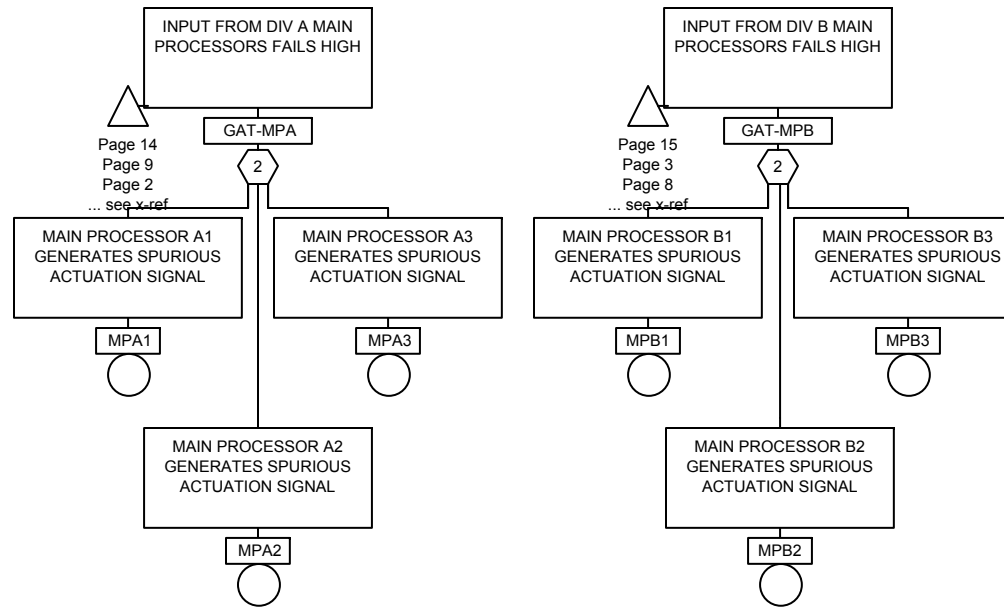 INPUT FROM DIV A MAIN
PROCESSORS FAILS HIGH
GAT-MPA
2
Page 14
Page 9
Page 2
... see x-ref
MAIN PROCESSOR A1
GENERATES SPURIOUS
ACTUATION SIGNAL
MPA1
MAIN PROCESSOR A3
GENERATES SPURIOUS
ACTUATION SIGNAL
MPA3
MAIN PROCESSOR A2
GENERATES SPURIOUS
ACTUATION SIGNAL
MPA2
INPUT FROM DIV B MAIN
PROCESSORS FAILS HIGH
GAT-MPB
2
Page 15
Page 3
Page 8
... see x-ref
MAIN PROCESSOR B1
GENERATES SPURIOUS
ACTUATION SIGNAL
MPB1
MAIN PROCESSOR B3
GENERATES SPURIOUS
ACTUATION SIGNAL
MPB3
MAIN PROCESSOR B2
GENERATES SPURIOUS
ACTUATION SIGNAL
MPB2